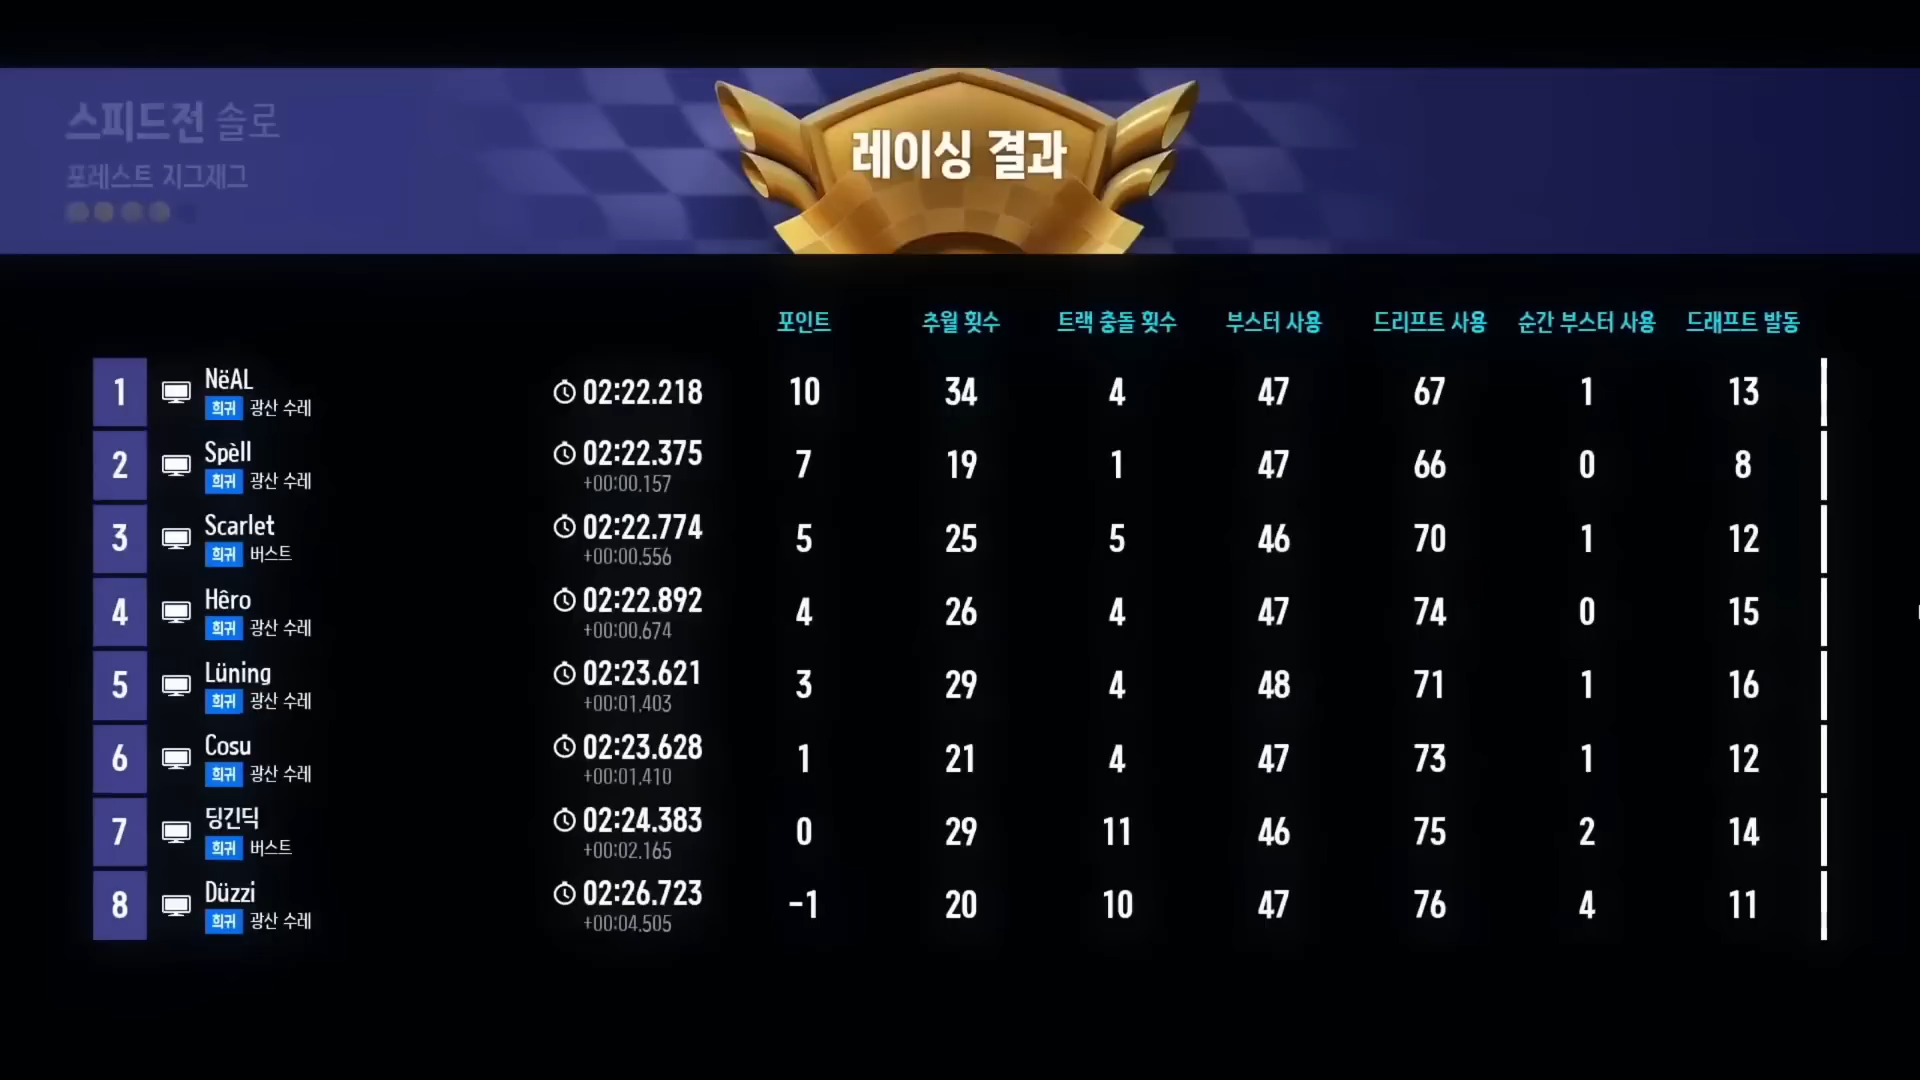 스피드전 솔로
포레스트 지그재그
레이싱 결과
포인트 추월 횟수 트랙 충돌 횟수 부스터 사용 드리프트 사용 순간 부스터 사용 드래프트 발동
1 NëAL 02:22.218 10 34 4 47 67 1 13
희귀 광산 수레
2 Spèll 02:22.375 7 19 1 47 66 0 8
희귀 광산 수레 +00:00.157
3 Scarlet 02:22.774 5 25 5 46 70 1 12
희귀 버스트 +00:00.556
4 Hêro 02:22.892 4 26 4 47 74 0 15
희귀 광산 수레 +00:00.674
5 Lüning 02:23.621 3 29 4 48 71 1 16
희귀 광산 수레 +00:01.403
6 Cosu 02:23.628 1 21 4 47 73 1 12
희귀 광산 수레 +00:01.410
7 딩긴딕 02:24.383 0 29 11 46 75 2 14
희귀 버스트 +00:02.165
8 Düzzi 02:26.723 -1 20 10 47 76 4 11
희귀 광산 수레 +00:04.505